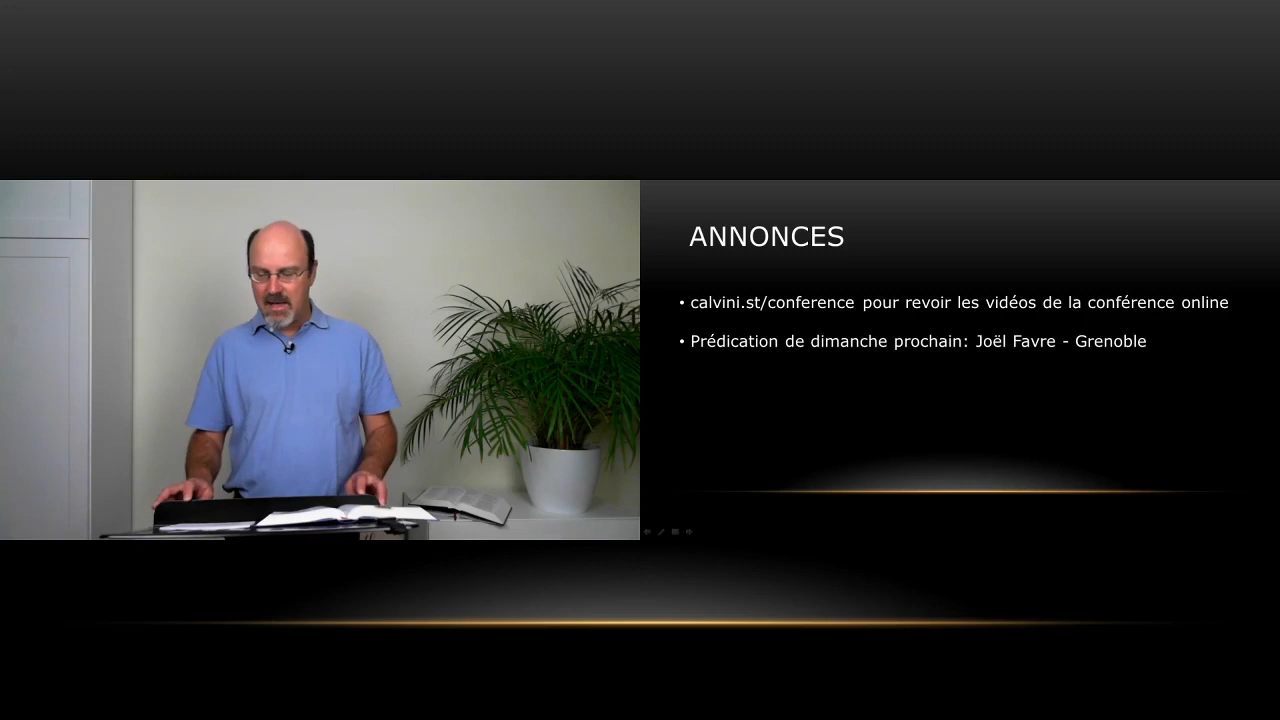 ANNONCES
• calvini.st/conference pour revoir les vidéos de la conférence online
• Prédication de dimanche prochain: Joël Favre - Grenoble